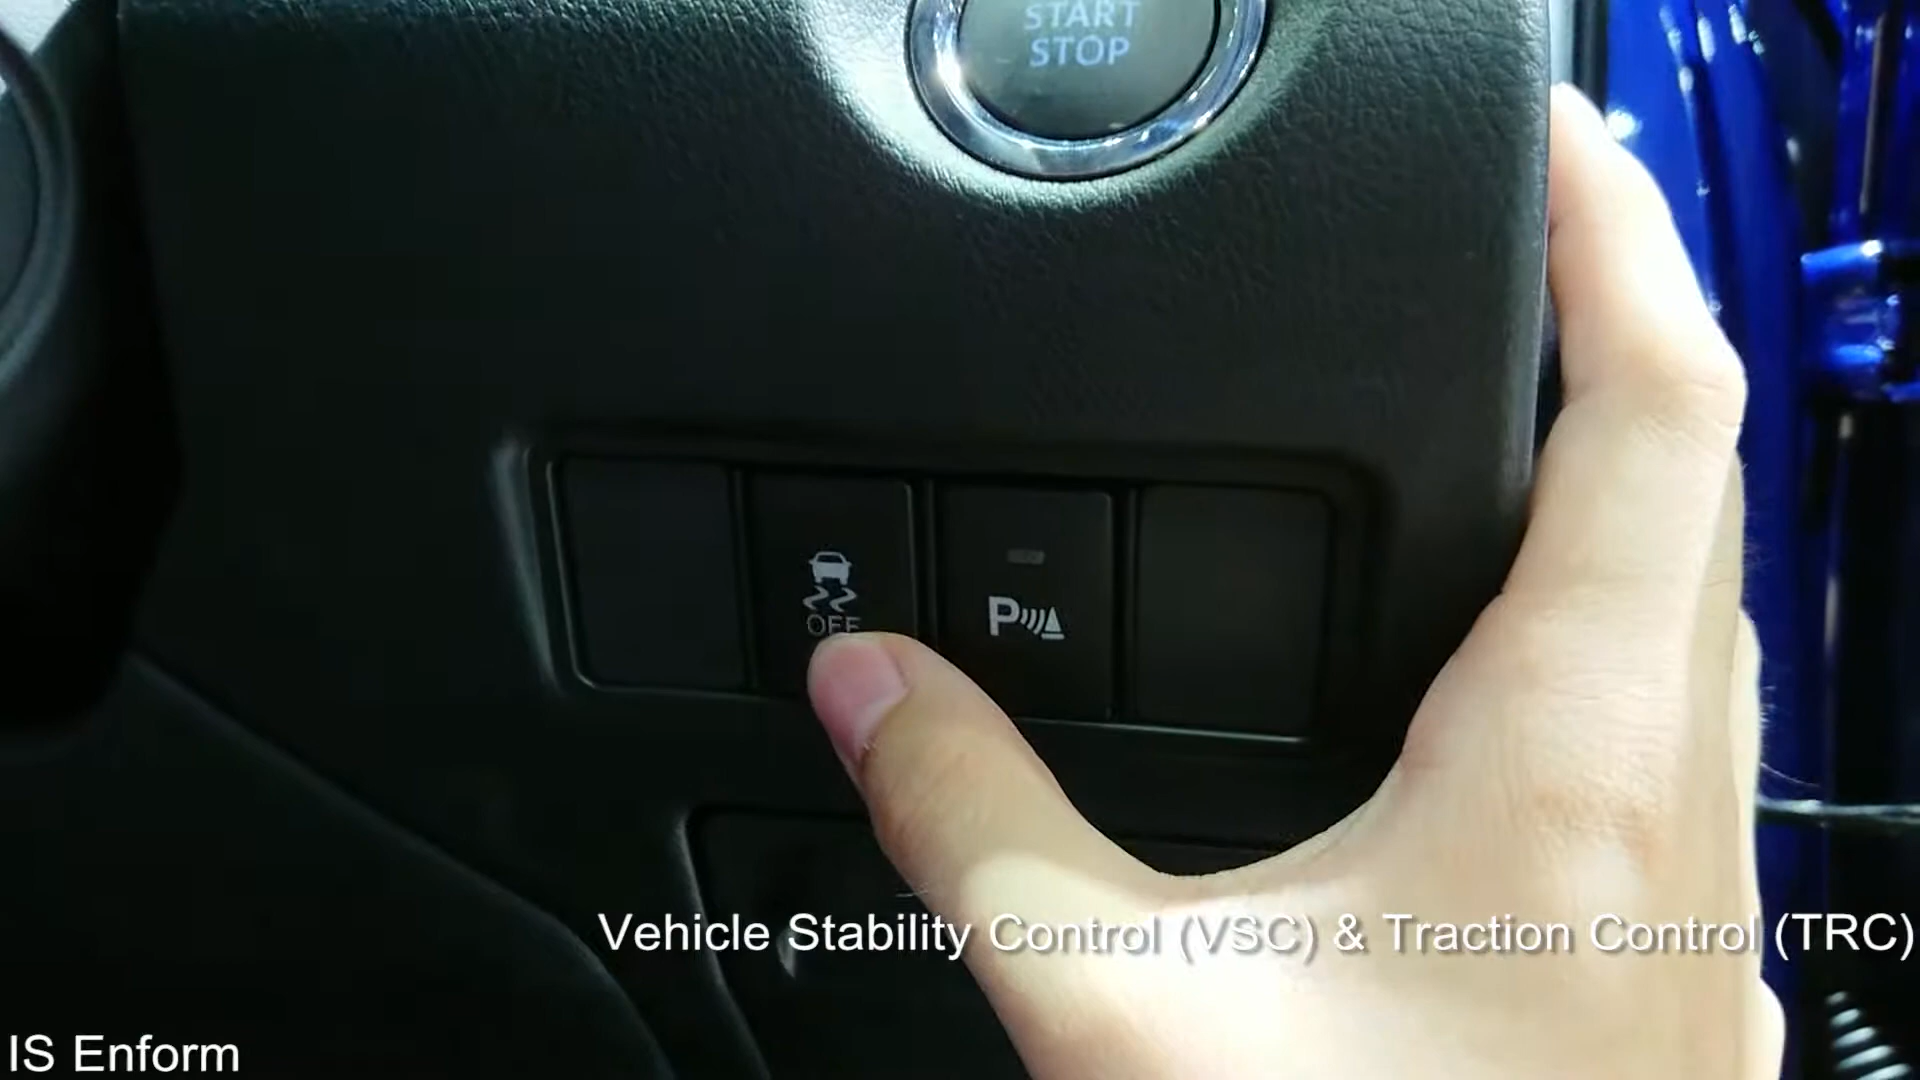 START
STOP
OFF
P
Vehicle Stability Control (VSC) & Traction Control (TRC)
IS Enform